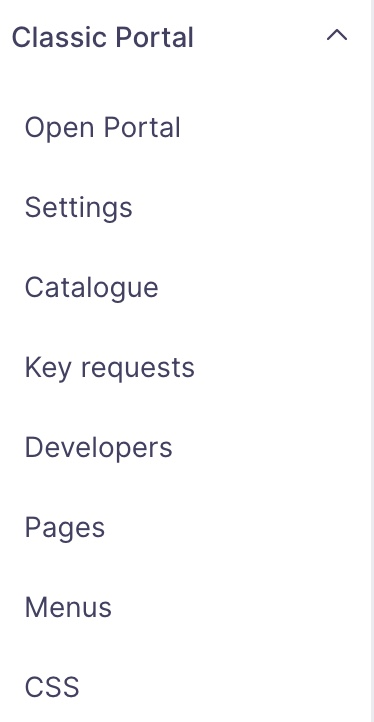 Classic Portal
Open Portal
Settings
Catalogue
Key requests
Developers
Pages
Menus
CSS